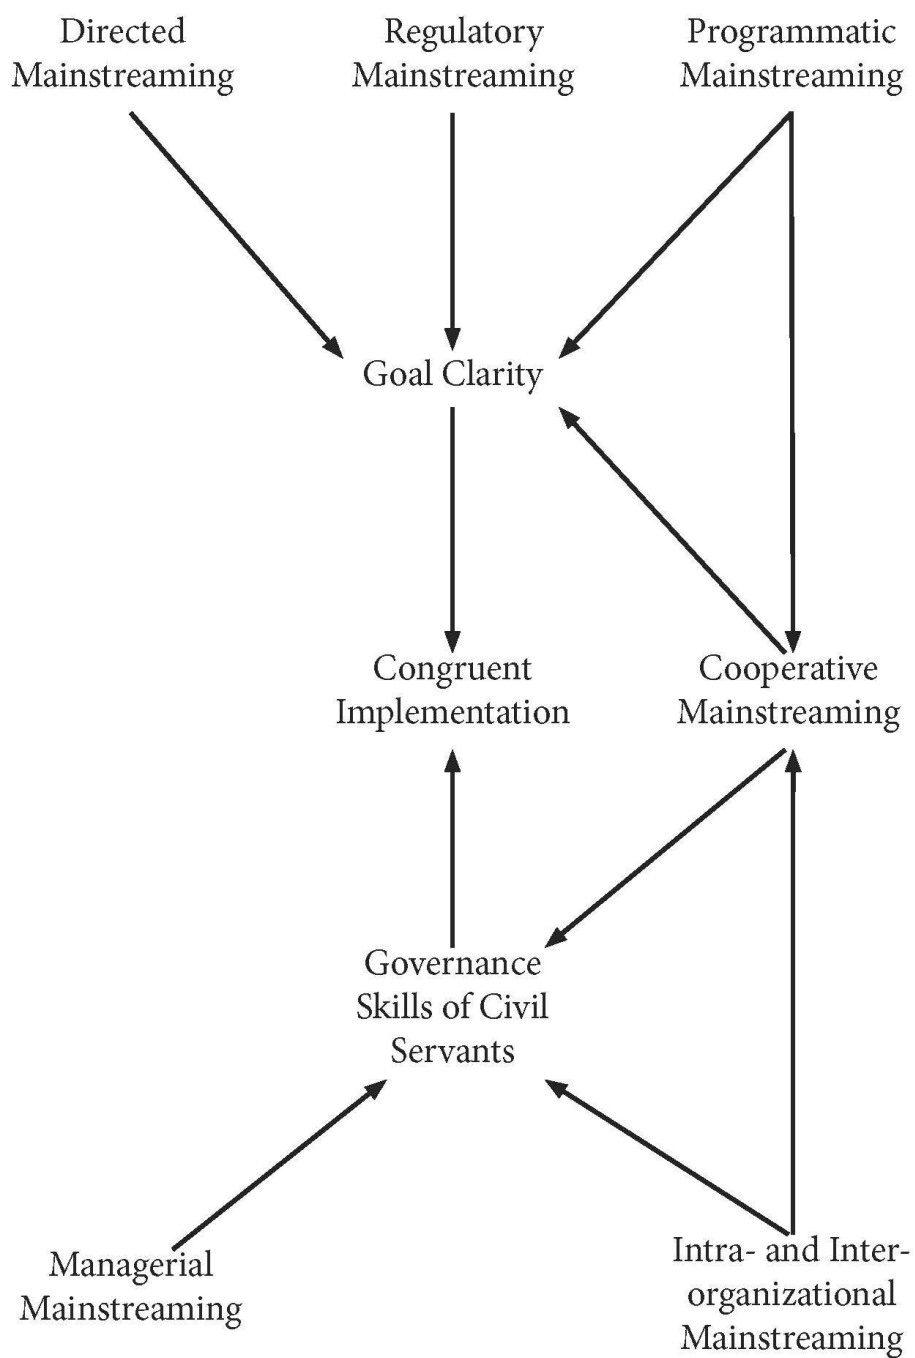 Directed
Mainstreaming
Regulatory
Mainstreaming
Programmatic
Mainstreaming
Goal Clarity
Congruent
Implementation
Cooperative
Mainstreaming
Governance
Skills of Civil
Servants
Managerial
Mainstreaming
Intra- and Inter-
organizational
Mainstreaming